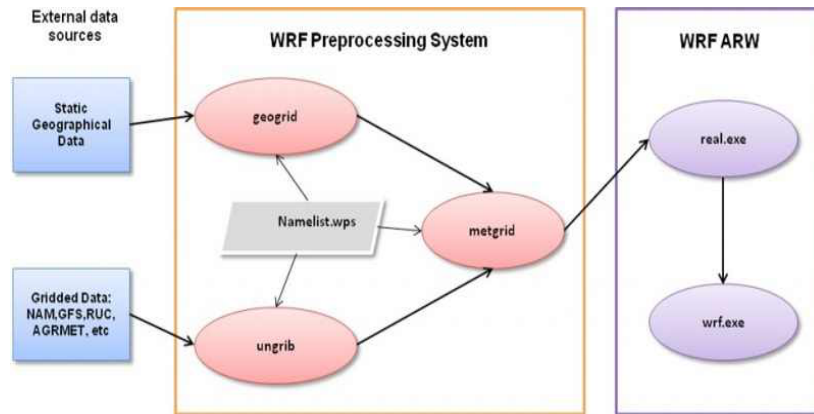 External data
sources
WRF Preprocessing System
WRF ARW
Static
Geographical
Data
geogrid
real.exe
Namelist.wps
metgrid
Gridded Data:
NAM,GFS,RUC,
AGRMET, etc
ungrib
wrf.exe